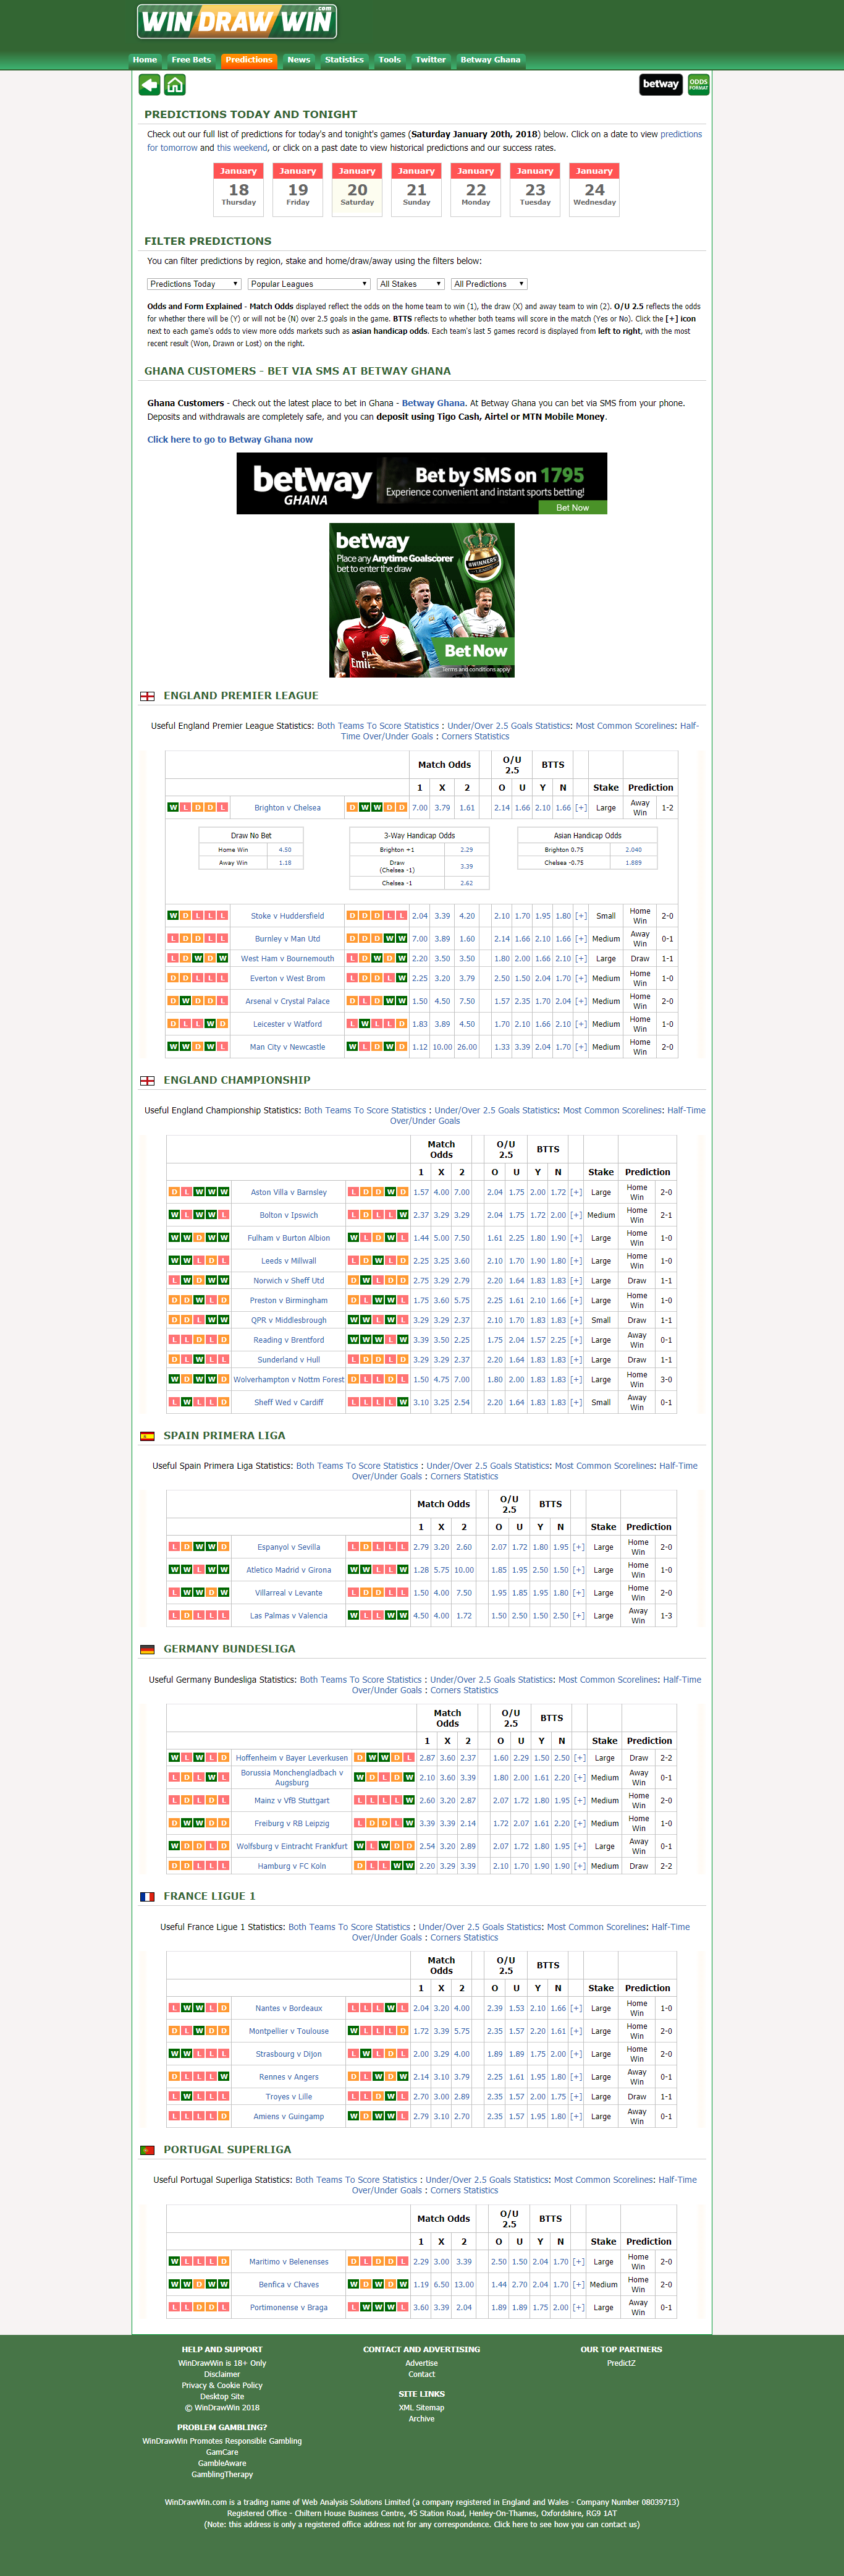 WIN DRAW WIN .com
Home Free Bets Predictions News Statistics Tools Twitter Betway Ghana
betway ODDS FORMAT
PREDICTIONS TODAY AND TONIGHT
Check out our full list of predictions for today's and tonight's games (Saturday January 20th, 2018) below. Click on a date to view predictions
for tomorrow and this weekend, or click on a past date to view historical predictions and our success rates.
January January January January January January January
18 19 20 21 22 23 24
Thursday Friday Saturday Sunday Monday Tuesday Wednesday
FILTER PREDICTIONS
You can filter predictions by region, stake and home/draw/away using the filters below:
Predictions Today Popular Leagues All Stakes All Predictions
Odds and Form Explained - Match Odds displayed reflect the odds on the home team to win (1), the draw (X) and away team to win (2). O/U 2.5 reflects the odds
for whether there will be (Y) or will not be (N) over 2.5 goals in the game. BTTS reflects to whether both teams will score in the match (Yes or No). Click the [+] icon
next to each game's odds to view more odds markets such as asian handicap odds. Each team's last 5 games record is displayed from left to right, with the most
recent result (Won, Drawn or Lost) on the right.
GHANA CUSTOMERS - BET VIA SMS AT BETWAY GHANA
Ghana Customers - Check out the latest place to bet in Ghana - Betway Ghana. At Betway Ghana you can bet via SMS from your phone.
Deposits and withdrawals are completely safe, and you can deposit using Tigo Cash, Airtel or MTN Mobile Money.
Click here to go to Betway Ghana now
betway GHANA Bet by SMS on 1795
Experience convenient and instant sports betting!
Bet Now
betway
Place any Anytime Goalscorer
bet to enter the draw
WINNERS
Bet Now
Terms and conditions apply
ENGLAND PREMIER LEAGUE
Useful England Premier League Statistics: Both Teams To Score Statistics : Under/Over 2.5 Goals Statistics: Most Common Scorelines: Half-
Time Over/Under Goals : Corners Statistics
Match Odds O/U 2.5 BTTS
1 X 2 O U Y N Stake Prediction
W L D D L Brighton v Chelsea D W W D D 7.00 3.79 1.61 2.14 1.66 2.10 1.66 [+] Large Away Win 1-2
Draw No Bet 3-Way Handicap Odds Asian Handicap Odds
Home Win 4.50 Brighton +1 2.29 Brighton 0.75 2.040
Away Win 1.18 Draw (Chelsea -1) 3.39 Chelsea -0.75 1.889
Chelsea -1 2.62
W D L L L Stoke v Huddersfield D D D L L 2.04 3.39 4.20 2.10 1.70 1.95 1.80 [+] Small Home Win 2-0
L D D L L Burnley v Man Utd D D D W W 7.00 3.89 1.60 2.14 1.66 2.10 1.66 [+] Medium Away Win 0-1
L D W D W West Ham v Bournemouth L D W D W 2.20 3.50 3.50 1.80 2.00 1.66 2.10 [+] Large Draw 1-1
D D L L L Everton v West Brom L D D L W 2.25 3.20 3.79 2.50 1.50 2.04 1.70 [+] Medium Home Win 1-0
D W D D L Arsenal v Crystal Palace D L D W W 1.50 4.50 7.50 1.57 2.35 1.70 2.04 [+] Medium Home Win 2-0
D L L W D Leicester v Watford L W L L D 1.83 3.89 4.50 1.70 2.10 1.66 2.10 [+] Medium Home Win 1-0
W W D W L Man City v Newcastle W L D W D 1.12 10.00 26.00 1.33 3.39 2.04 1.70 [+] Medium Home Win 2-0
ENGLAND CHAMPIONSHIP
Useful England Championship Statistics: Both Teams To Score Statistics : Under/Over 2.5 Goals Statistics: Most Common Scorelines: Half-Time
Over/Under Goals
Match Odds O/U 2.5 BTTS
1 X 2 O U Y N Stake Prediction
D L W W W Aston Villa v Barnsley L D D W D 1.57 4.00 7.00 2.04 1.75 2.00 1.72 [+] Large Home Win 2-0
W L W W L Bolton v Ipswich L D L L W 2.37 3.29 3.29 2.04 1.75 1.72 2.00 [+] Medium Home Win 2-1
W W D W W Fulham v Burton Albion W L D W L 1.44 5.00 7.50 1.61 2.25 1.80 1.90 [+] Large Home Win 1-0
W W L D L Leeds v Millwall L D W L D 2.25 3.25 3.60 2.10 1.70 1.90 1.80 [+] Large Home Win 1-0
L W D W W Norwich v Sheff Utd D W L D D 2.75 3.29 2.79 2.20 1.64 1.83 1.83 [+] Large Draw 1-1
D D W L D Preston v Birmingham D L W W L 1.75 3.60 5.75 2.25 1.61 2.10 1.66 [+] Large Home Win 1-0
D D L W W QPR v Middlesbrough W W L W L 3.29 3.29 2.37 2.10 1.70 1.83 1.83 [+] Small Draw 1-1
L L D L D Reading v Brentford W W W L W 3.39 3.50 2.25 1.75 2.04 1.57 2.25 [+] Large Away Win 0-1
D L W L L Sunderland v Hull L D D L D 3.29 3.29 2.37 2.20 1.64 1.83 1.83 [+] Large Draw 1-1
W D W W D Wolverhampton v Nottm Forest D L L D L 1.50 4.75 7.00 1.80 2.00 1.83 1.83 [+] Large Home Win 3-0
L W L L D Sheff Wed v Cardiff L L L L W 3.10 3.25 2.54 2.20 1.64 1.83 1.83 [+] Small Away Win 0-1
SPAIN PRIMERA LIGA
Useful Spain Primera Liga Statistics: Both Teams To Score Statistics : Under/Over 2.5 Goals Statistics: Most Common Scorelines: Half-Time
Over/Under Goals : Corners Statistics
Match Odds O/U 2.5 BTTS
1 X 2 O U Y N Stake Prediction
L D W W D Espanyol v Sevilla L D L L L 2.79 3.20 2.60 2.07 1.72 1.80 1.95 [+] Large Home Win 2-0
W W L W W Atletico Madrid v Girona W W L L W 1.28 5.75 10.00 1.85 1.95 2.50 1.50 [+] Large Home Win 1-0
L W W D W Villarreal v Levante L D D L L 1.50 4.00 7.50 1.95 1.85 1.95 1.80 [+] Large Home Win 2-0
L D L L L Las Palmas v Valencia W L L W W 4.50 4.00 1.72 1.50 2.50 1.50 2.50 [+] Large Away Win 1-3
GERMANY BUNDESLIGA
Useful Germany Bundesliga Statistics: Both Teams To Score Statistics : Under/Over 2.5 Goals Statistics: Most Common Scorelines: Half-Time
Over/Under Goals : Corners Statistics
Match Odds O/U 2.5 BTTS
1 X 2 O U Y N Stake Prediction
W L W L D Hoffenheim v Bayer Leverkusen D W W D L 2.87 3.60 2.37 1.60 2.29 1.50 2.50 [+] Large Draw 2-2
L D L W L Borussia Monchengladbach v Augsburg W D L D W 2.10 3.60 3.39 1.80 2.00 1.61 2.20 [+] Medium Away Win 0-1
L D L D L Mainz v VfB Stuttgart L L L L W 2.60 3.20 2.87 2.07 1.72 1.80 1.95 [+] Medium Home Win 2-0
D W W D D Freiburg v RB Leipzig L D D L W 3.39 3.39 2.14 1.72 2.07 1.61 2.20 [+] Medium Home Win 1-0
W D D L D Wolfsburg v Eintracht Frankfurt W L W D D 2.54 3.20 2.89 2.07 1.72 1.80 1.95 [+] Large Away Win 0-1
D D L L L Hamburg v FC Koln D L L W W 2.20 3.29 3.39 2.10 1.70 1.90 1.90 [+] Medium Draw 2-2
FRANCE LIGUE 1
Useful France Ligue 1 Statistics: Both Teams To Score Statistics : Under/Over 2.5 Goals Statistics: Most Common Scorelines: Half-Time
Over/Under Goals : Corners Statistics
Match Odds O/U 2.5 BTTS
1 X 2 O U Y N Stake Prediction
L W W L D Nantes v Bordeaux L L L W L 2.04 3.20 4.00 2.39 1.53 2.10 1.66 [+] Large Home Win 1-0
D L W D D Montpellier v Toulouse W L L L D 1.72 3.39 5.75 2.35 1.57 2.20 1.61 [+] Large Home Win 2-0
W W L L L Strasbourg v Dijon L W L D L 2.00 3.29 4.00 1.89 1.89 1.75 2.00 [+] Large Home Win 2-0
D L L L W Rennes v Angers D L W D W 2.14 3.10 3.79 2.25 1.61 1.95 1.80 [+] Large Away Win 0-1
L W L L L Troyes v Lille L L D W L 2.70 3.00 2.89 2.35 1.57 2.00 1.75 [+] Large Draw 1-1
L L L L D Amiens v Guingamp W D W W L 2.79 3.10 2.70 2.35 1.57 1.95 1.80 [+] Large Away Win 0-1
PORTUGAL SUPERLIGA
Useful Portugal Superliga Statistics: Both Teams To Score Statistics : Under/Over 2.5 Goals Statistics: Most Common Scorelines: Half-Time
Over/Under Goals : Corners Statistics
Match Odds O/U 2.5 BTTS
1 X 2 O U Y N Stake Prediction
W L L L D Maritimo v Belenenses D L D D L 2.29 3.00 3.39 2.50 1.50 2.04 1.70 [+] Large Home Win 2-0
W W D W W Benfica v Chaves W D W D W 1.19 6.50 13.00 1.44 2.70 2.04 1.70 [+] Medium Home Win 2-0
L L D D L Portimonense v Braga L W W W L 3.60 3.39 2.04 1.89 1.89 1.75 2.00 [+] Large Away Win 0-1
HELP AND SUPPORT
WinDrawWin is 18+ Only
Disclaimer
Privacy & Cookie Policy
Desktop Site
© WinDrawWin 2018
PROBLEM GAMBLING?
WinDrawWin Promotes Responsible Gambling
GamCare
GambleAware
GamblingTherapy
CONTACT AND ADVERTISING
Advertise
Contact
SITE LINKS
XML Sitemap
Archive
OUR TOP PARTNERS
PredictZ
WinDrawWin.com is a trading name of Web Analysis Solutions Limited (a company registered in England and Wales - Company Number 08039713)
Registered Office - Chiltern House Business Centre, 45 Station Road, Henley-On-Thames, Oxfordshire, RG9 1AT
(Note: this address is only a registered office address not for any correspondence. Click here to see how you can contact us)